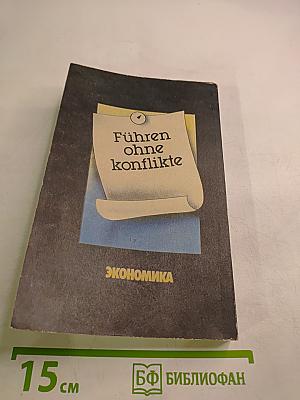 Führen
ohne
konflikte
ЭКОНОМИКА
15 см
БФ БИБЛИОФАН